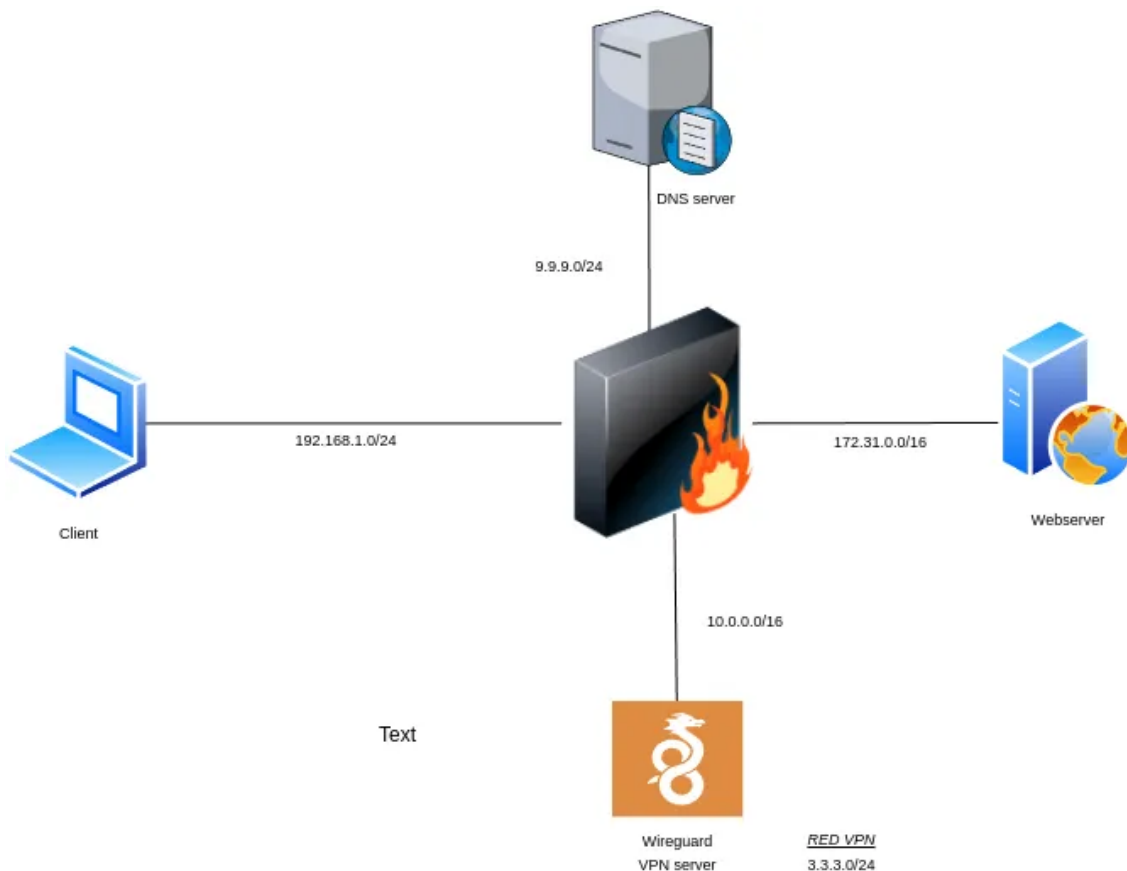 DNS server
9.9.9.0/24
192.168.1.0/24
172.31.0.0/16
Client
Webserver
10.0.0.0/16
Text
Wireguard
VPN server
RED VPN
3.3.3.0/24